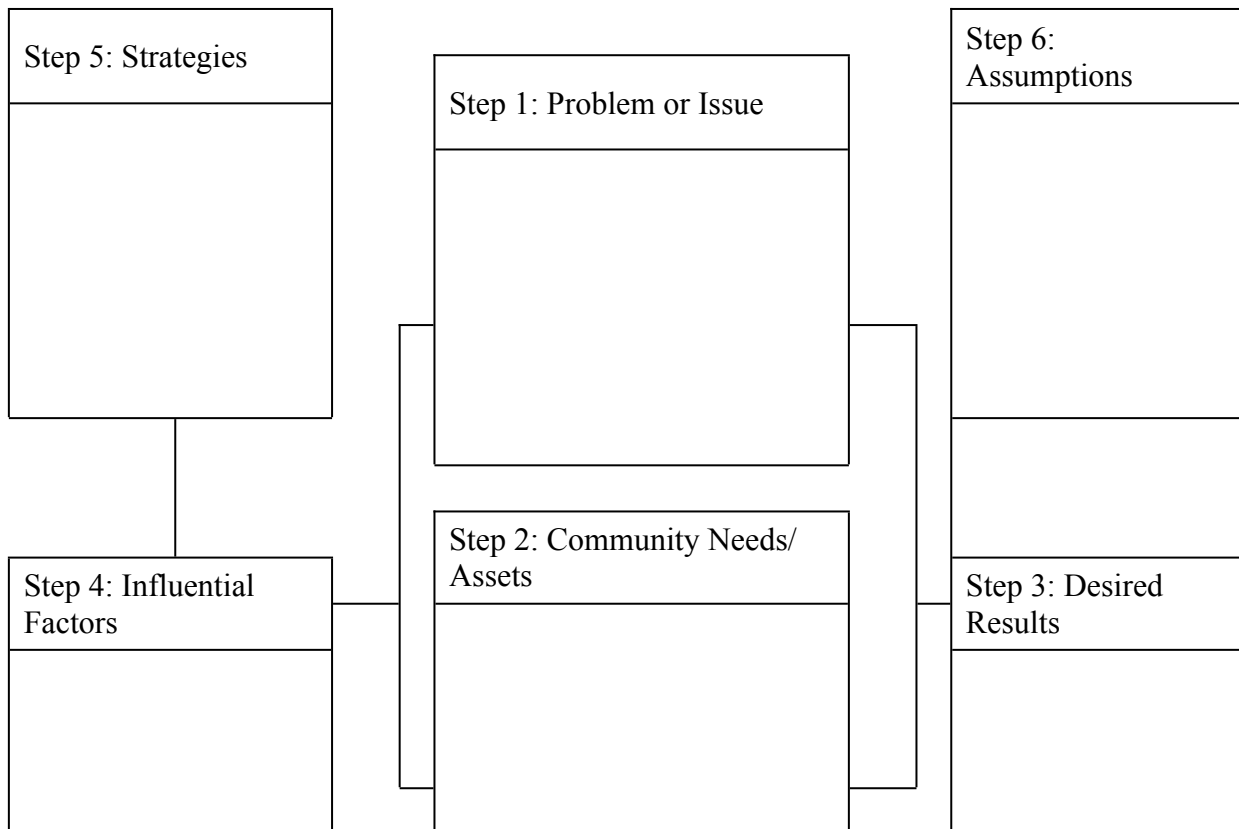 Step 5: Strategies
Step 1: Problem or Issue
Step 6:
Assumptions
Step 4: Influential
Factors
Step 2: Community Needs/
Assets
Step 3: Desired
Results